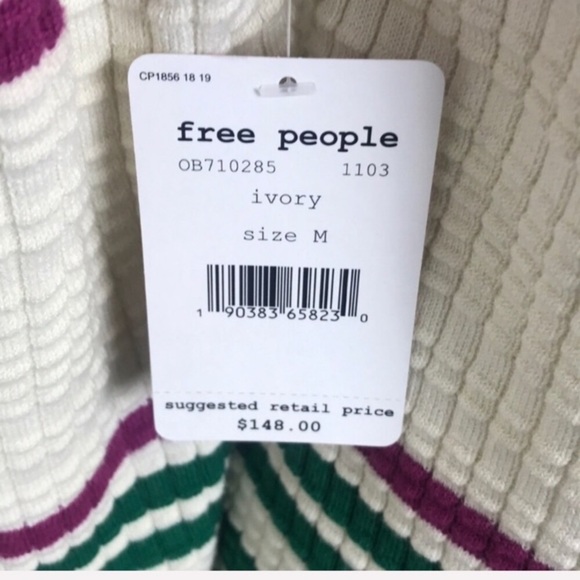 CP1856 18 19
free people
OB710285 1103
ivory
size M
1 90383 65823 0
suggested retail price
$148.00